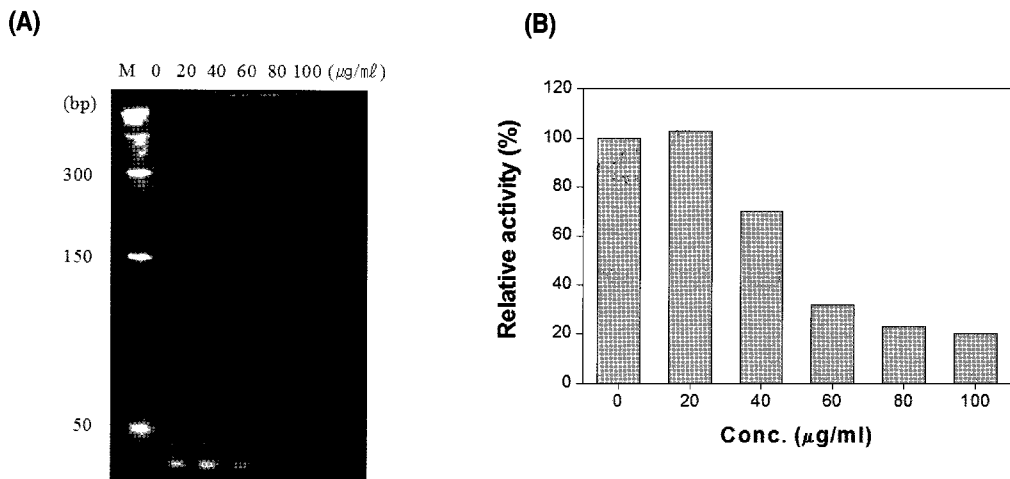 (A)
M 0 20 40 60 80 100 (μg/mℓ)
(bp)
300
150
50
(B)
120
100
80
60
40
20
0
Relative activity (%)
0 20 40 60 80 100
Conc. (μg/ml)